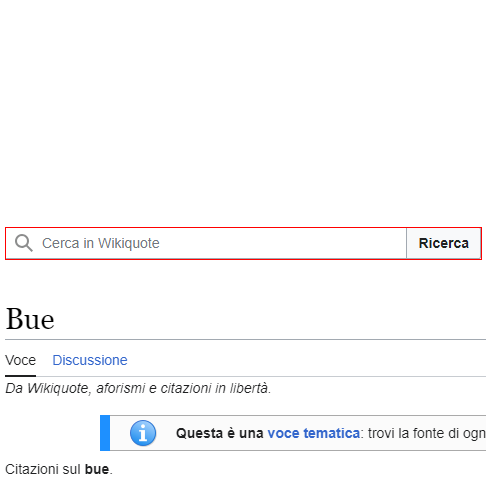 Cerca in Wikiquote Ricerca
Bue
Voce Discussione
Da Wikiquote, aforismi e citazioni in libertà.
Questa è una voce tematica: trovi la fonte di ogn
Citazioni sul bue.